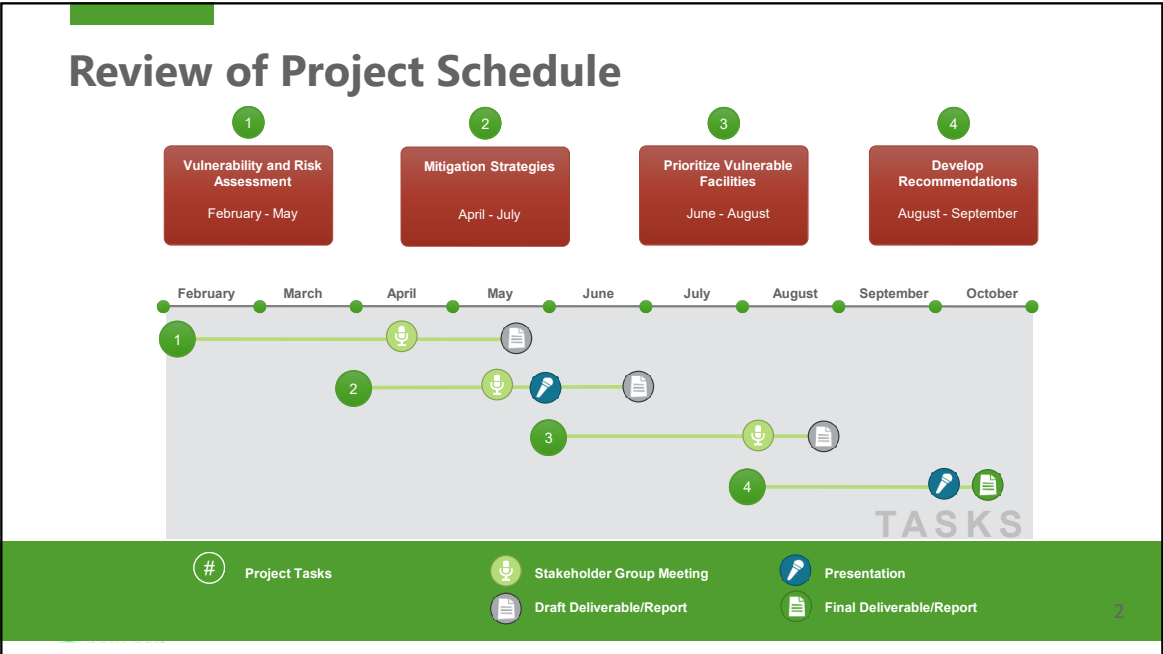 Review of Project Schedule
1
2
3
4
Vulnerability and Risk
Assessment
February - May
Mitigation Strategies
April - July
Prioritize Vulnerable
Facilities
June - August
Develop
Recommendations
August - September
February March April May June July August September October
1
2
3
4
TASKS
# Project Tasks
Stakeholder Group Meeting
Presentation
Draft Deliverable/Report
Final Deliverable/Report
2